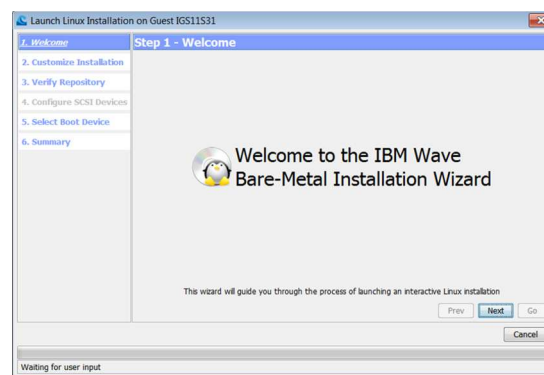 Launch Linux Installation on Guest IGS11S31
1. Welcome
2. Customize Installation
3. Verify Repository
4. Configure SCSI Devices
5. Select Boot Device
6. Summary
Step 1 - Welcome
Welcome to the IBM Wave
Bare-Metal Installation Wizard
This wizard will guide you through the process of launching an interactive Linux installation
Prev Next Go
Cancel
Waiting for user input